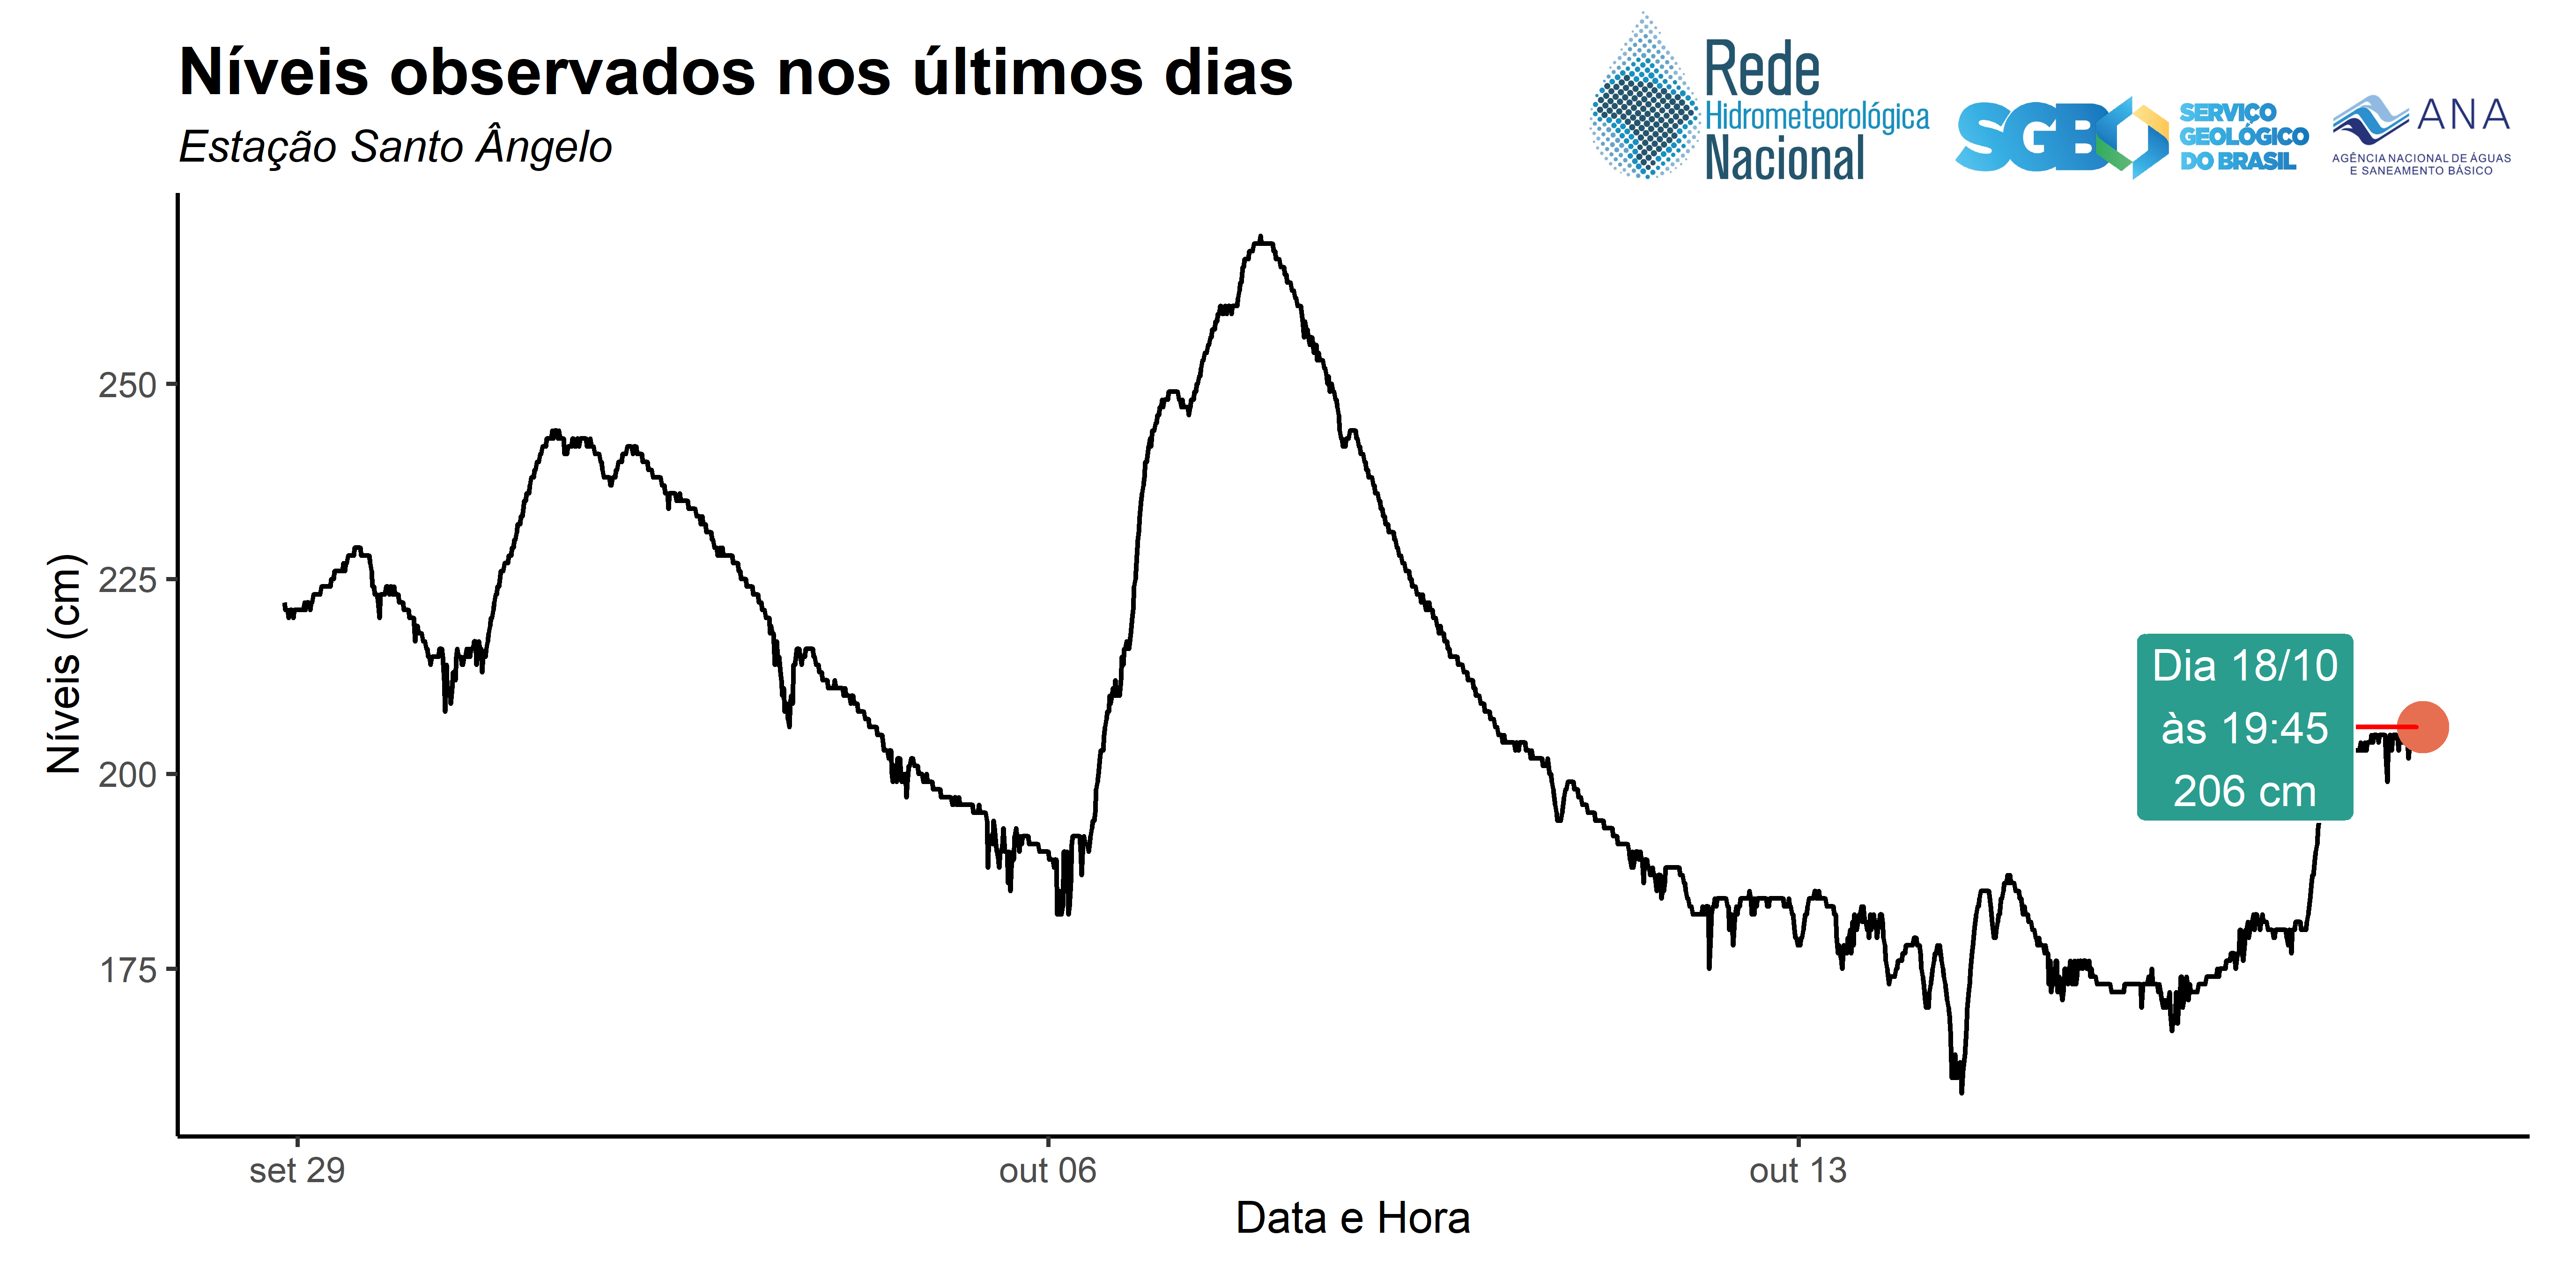 Níveis observados nos últimos dias
Estação Santo Ângelo
Rede
Hidrometeorológica
Nacional
SGB
SERVIÇO
GEOLÓGICO
DO BRASIL
ANA
AGÊNCIA NACIONAL DE ÁGUAS
E SANEAMENTO BÁSICO
Níveis (cm)
250
225
200
175
Dia 18/10
às 19:45
206 cm
set 29
out 06
out 13
Data e Hora